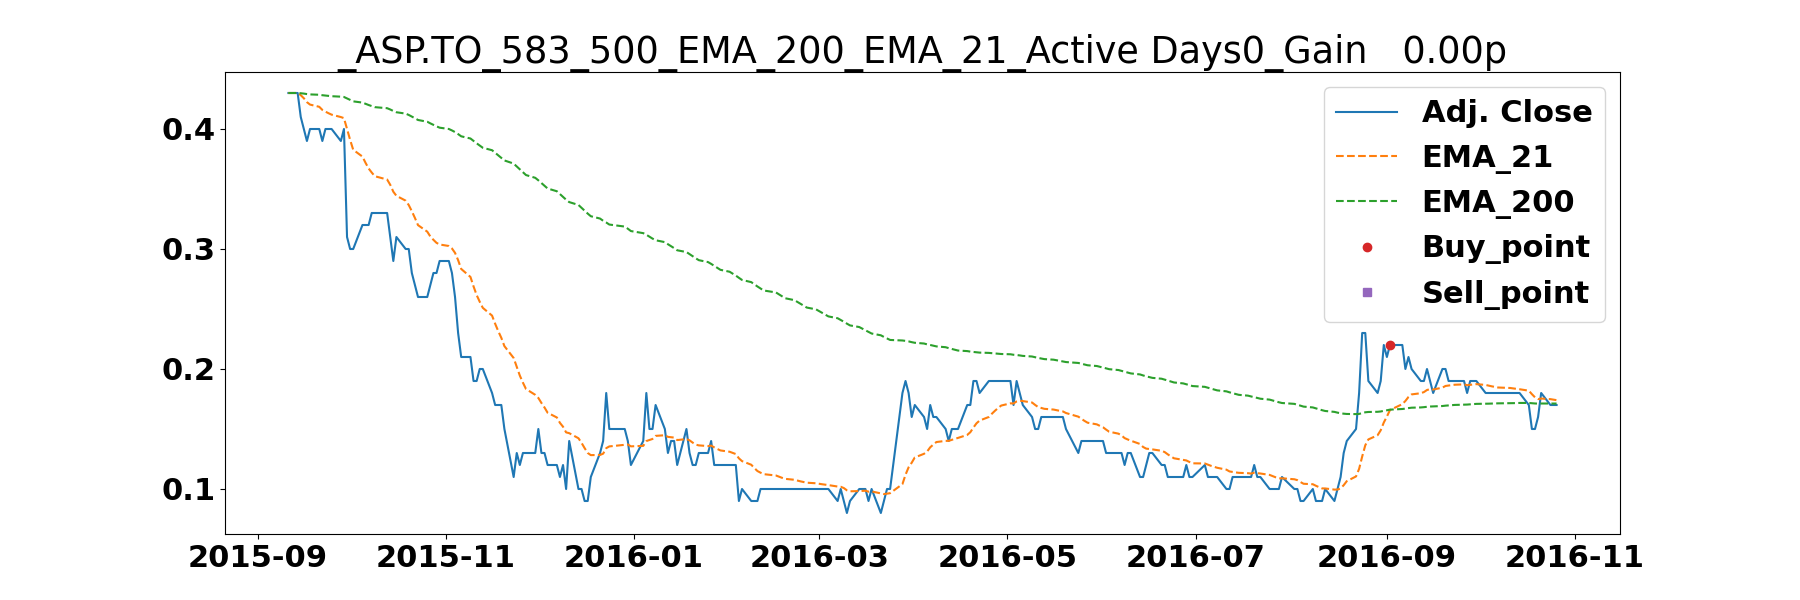 _ASP.TO_583_500_EMA_200_EMA_21_Active Days0_Gain   0.00p
Adj. Close
EMA_21
EMA_200
Buy_point
Sell_point
0.4
0.3
0.2
0.1
2015-09 2015-11 2016-01 2016-03 2016-05 2016-07 2016-09 2016-11